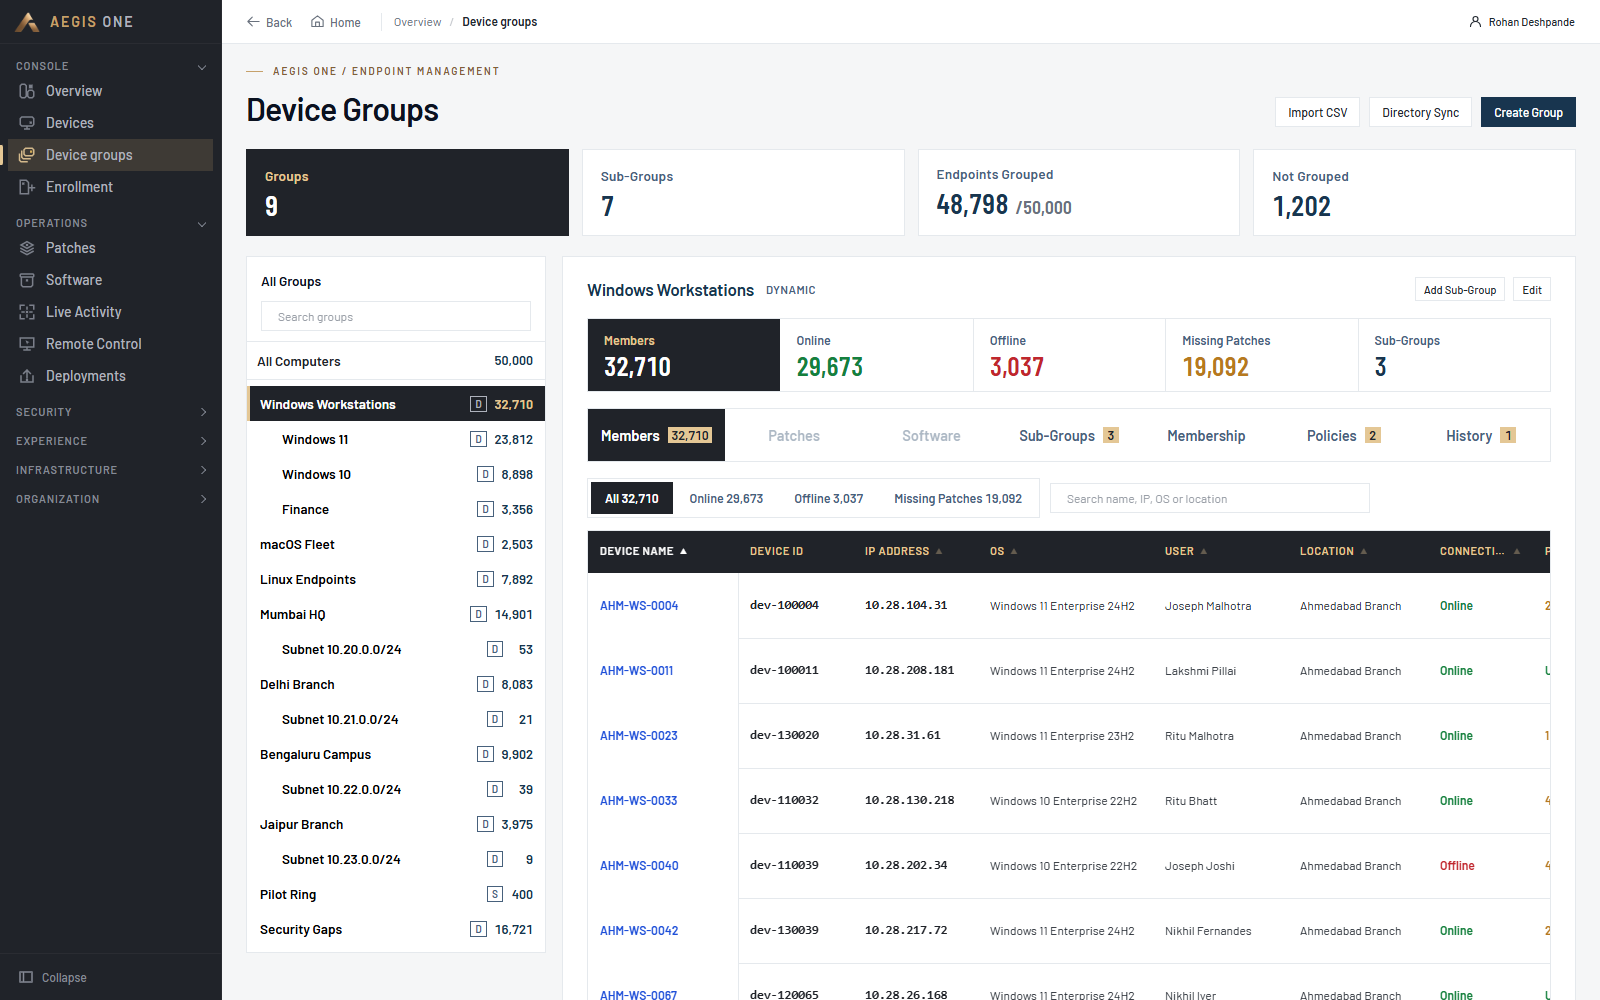 AEGIS ONE
Back
Home
Overview / Device groups
Rohan Deshpande
CONSOLE
Overview
Devices
Device groups
Enrollment
OPERATIONS
Patches
Software
Live Activity
Remote Control
Deployments
SECURITY
EXPERIENCE
INFRASTRUCTURE
ORGANIZATION
Collapse
AEGIS ONE / ENDPOINT MANAGEMENT
Device Groups
Import CSV
Directory Sync
Create Group
Groups
9
Sub-Groups
7
Endpoints Grouped
48,798 /50,000
Not Grouped
1,202
All Groups
Search groups
All Computers 50,000
Windows Workstations D 32,710
Windows 11 D 23,812
Windows 10 D 8,898
Finance D 3,356
macOS Fleet D 2,503
Linux Endpoints D 7,892
Mumbai HQ D 14,901
Subnet 10.20.0.0/24 D 53
Delhi Branch D 8,083
Subnet 10.21.0.0/24 D 21
Bengaluru Campus D 9,902
Subnet 10.22.0.0/24 D 39
Jaipur Branch D 3,975
Subnet 10.23.0.0/24 D 9
Pilot Ring S 400
Security Gaps D 16,721
Windows Workstations DYNAMIC
Add Sub-Group
Edit
Members
32,710
Online
29,673
Offline
3,037
Missing Patches
19,092
Sub-Groups
3
Members 32,710
Patches
Software
Sub-Groups 3
Membership
Policies 2
History 1
All 32,710
Online 29,673
Offline 3,037
Missing Patches 19,092
Search name, IP, OS or location
DEVICE NAME DEVICE ID IP ADDRESS OS USER LOCATION CONNECTI...
AHM-WS-0004 dev-100004 10.28.104.31 Windows 11 Enterprise 24H2 Joseph Malhotra Ahmedabad Branch Online
AHM-WS-0011 dev-100011 10.28.208.181 Windows 11 Enterprise 24H2 Lakshmi Pillai Ahmedabad Branch Online
AHM-WS-0023 dev-130020 10.28.31.61 Windows 11 Enterprise 23H2 Ritu Malhotra Ahmedabad Branch Online
AHM-WS-0033 dev-110032 10.28.130.218 Windows 10 Enterprise 22H2 Ritu Bhatt Ahmedabad Branch Online
AHM-WS-0040 dev-110039 10.28.202.34 Windows 10 Enterprise 22H2 Joseph Joshi Ahmedabad Branch Offline
AHM-WS-0042 dev-130039 10.28.217.72 Windows 11 Enterprise 24H2 Nikhil Fernandes Ahmedabad Branch Online
AHM-WS-0067 dev-120065 10.28.26.168 Windows 11 Enterprise 24H2 Nikhil Iyer Ahmedabad Branch Online